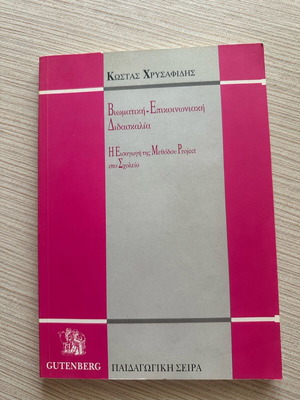 ΚΩΣΤΑΣ ΧΡΥΣΑΦΙΔΗΣ
Βιωματική-Επικοινωνιακή
Διδασκαλία
Η Εισαγωγή της Μεθόδου Project
στο Σχολείο
GUTENBERG
ΠΑΙΔΑΓΩΓΙΚΗ ΣΕΙΡΑ